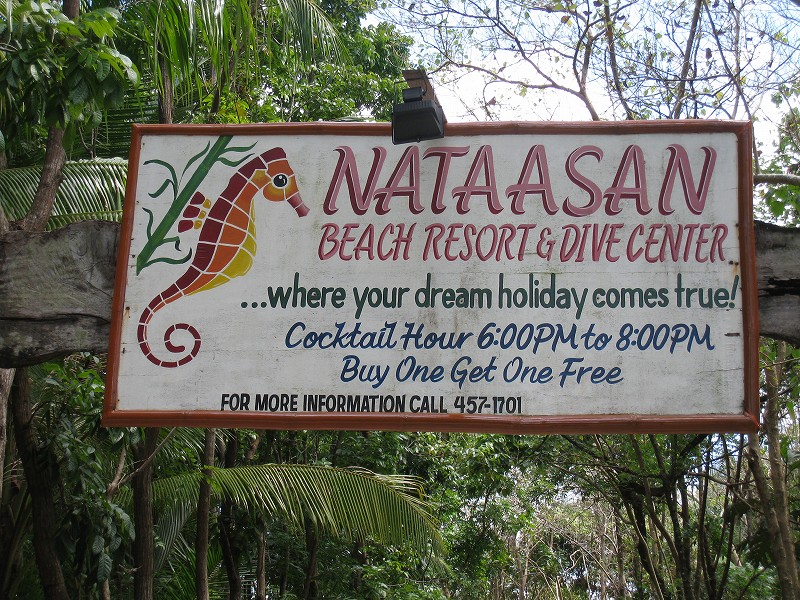 NATAASAN
BEACH RESORT & DIVE CENTER
...where your dream holiday comes true!
Cocktail Hour 6:00PM to 8:00PM
Buy One Get One Free
FOR MORE INFORMATION CALL 457-1701